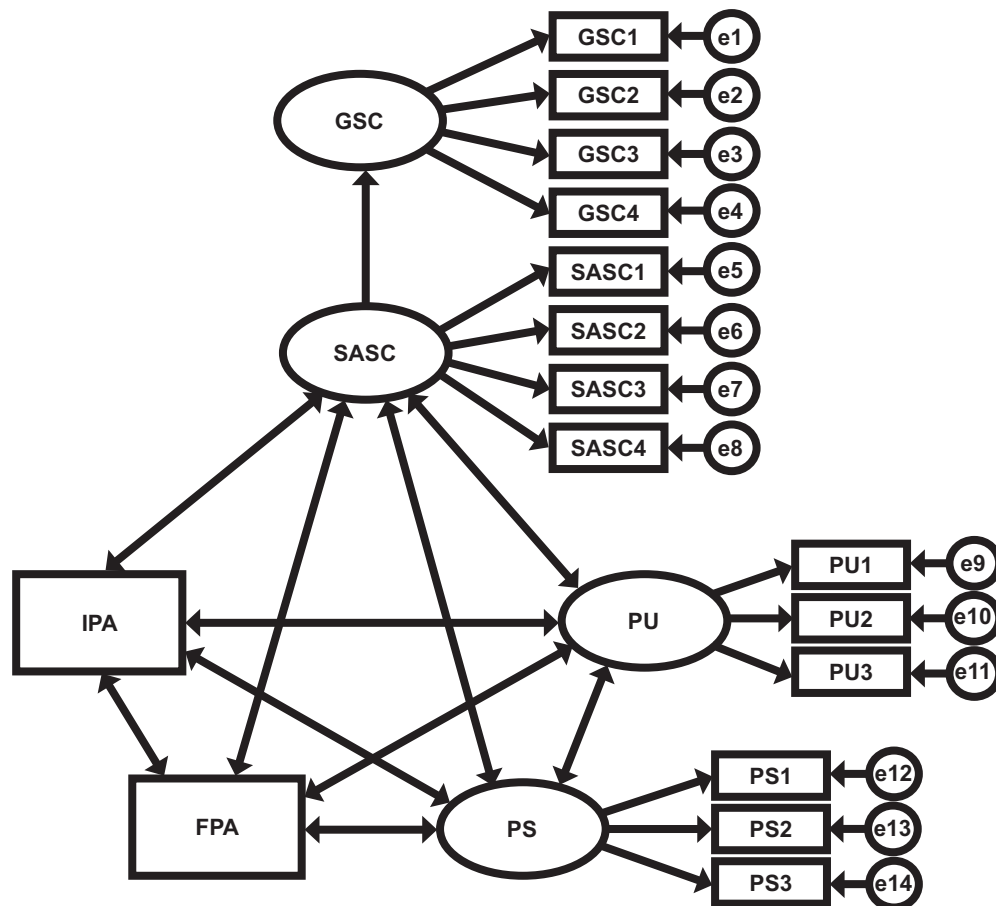 GSC1 e1
GSC GSC2 e2
GSC3 e3
GSC4 e4
SASC1 e5
SASC SASC2 e6
SASC3 e7
SASC4 e8
PU1 e9
IPA PU PU2 e10
PU3 e11
PS1 e12
FPA PS PS2 e13
PS3 e14